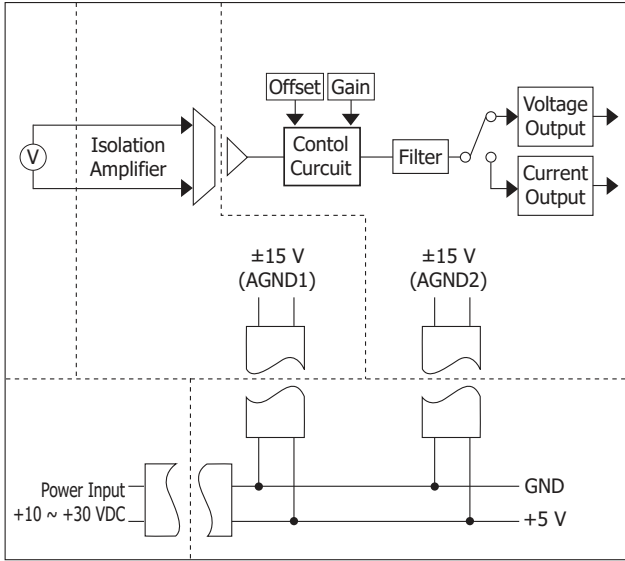 Offset
Gain
V
Isolation
Amplifier
Contol
Curcuit
Filter
Voltage
Output
Current
Output
±15 V
(AGND1)
±15 V
(AGND2)
Power Input
+10 ~ +30 VDC
GND
+5 V